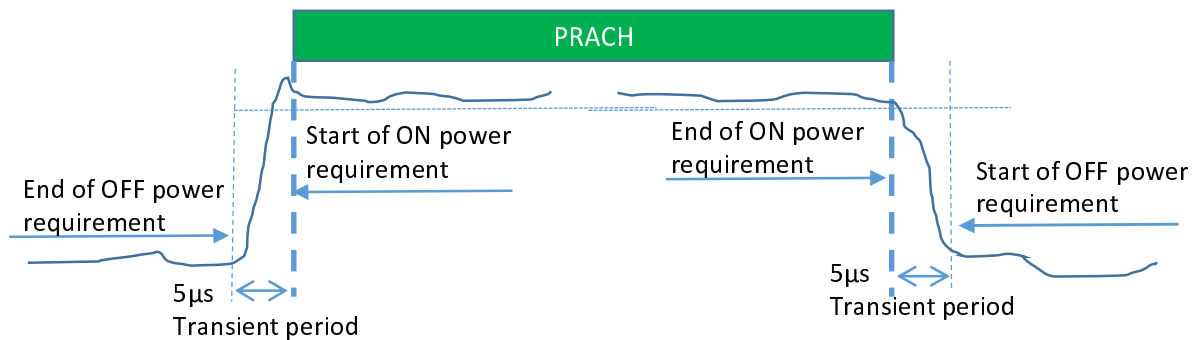 PRACH
Start of ON power
requirement
End of ON power
requirement
End of OFF power
requirement
Start of OFF power
requirement
5μs
Transient period
5μs
Transient period